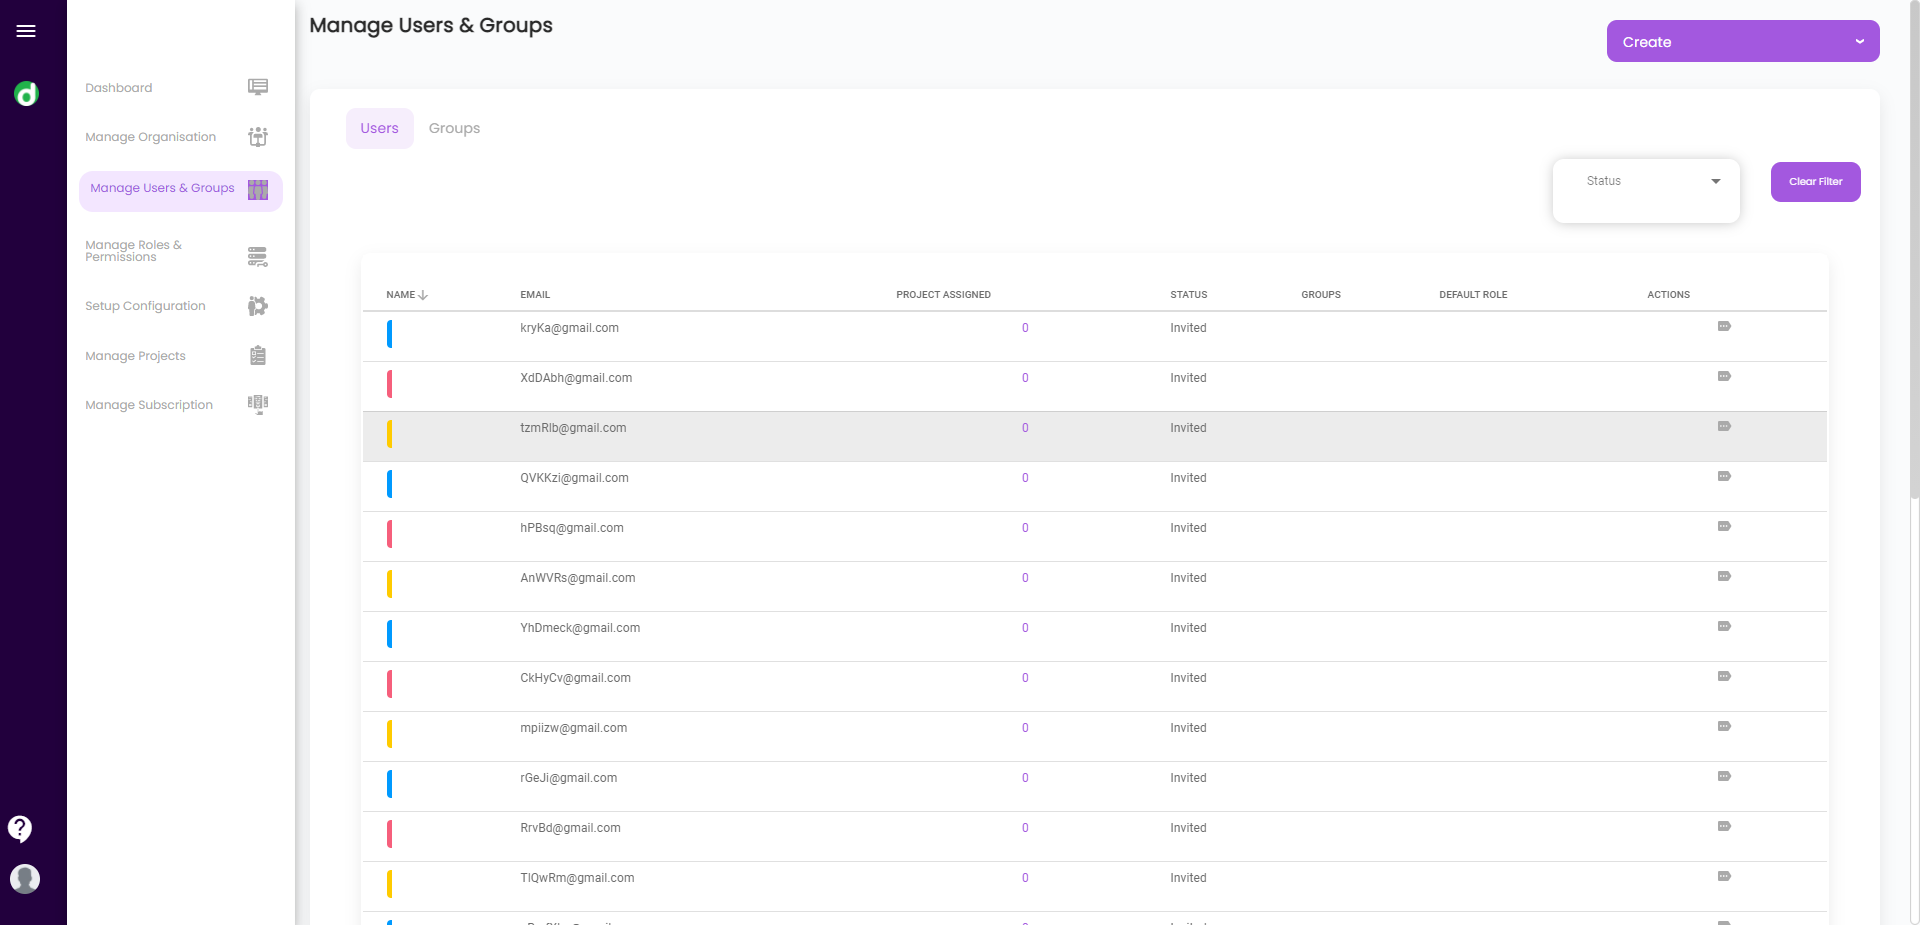 Manage Users & Groups
Create
Dashboard
Manage Organisation
Manage Users & Groups
Manage Roles &
Permissions
Setup Configuration
Manage Projects
Manage Subscription
Users Groups
Status
Clear Filter
NAME EMAIL PROJECT ASSIGNED STATUS GROUPS DEFAULT ROLE ACTIONS
kryKa@gmail.com 0 Invited
XdDAbh@gmail.com 0 Invited
tzmRlb@gmail.com 0 Invited
QVKKzi@gmail.com 0 Invited
hPBsq@gmail.com 0 Invited
AnWVRs@gmail.com 0 Invited
YhDmeck@gmail.com 0 Invited
CkHyCv@gmail.com 0 Invited
mpiizw@gmail.com 0 Invited
rGeJi@gmail.com 0 Invited
RrvBd@gmail.com 0 Invited
TlQwRm@gmail.com 0 Invited